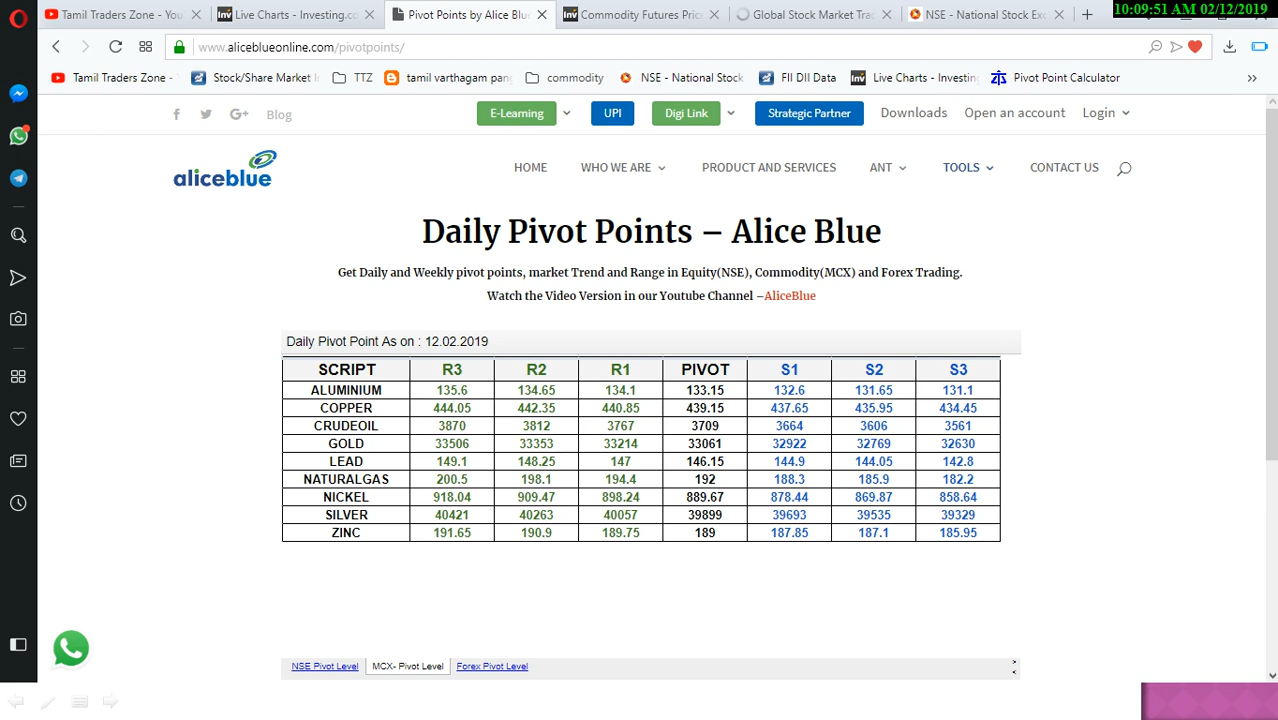 Tamil Traders Zone - You
Live Charts - Investing.co
Pivot Points by Alice Blu
Commodity Futures Pric
Global Stock Market Tra
NSE - National Stock Exc
10:09:51 AM 02/12/2019
www.aliceblueonline.com/pivotpoints/
Tamil Traders Zone -
Stock/Share Market In
TTZ
tamil varthagam pang
commodity
NSE - National Stock
FII DII Data
Live Charts - Investing
Pivot Point Calculator
Blog
E-Learning
UPI
Digi Link
Strategic Partner
Downloads
Open an account
Login
aliceblue
HOME
WHO WE ARE
PRODUCT AND SERVICES
ANT
TOOLS
CONTACT US
Daily Pivot Points – Alice Blue
Get Daily and Weekly pivot points, market Trend and Range in Equity(NSE), Commodity(MCX) and Forex Trading.
Watch the Video Version in our Youtube Channel –AliceBlue
Daily Pivot Point As on : 12.02.2019
SCRIPT R3 R2 R1 PIVOT S1 S2 S3
ALUMINIUM 135.6 134.65 134.1 133.15 132.6 131.65 131.1
COPPER 444.05 442.35 440.85 439.15 437.65 435.95 434.45
CRUDEOIL 3870 3812 3767 3709 3664 3606 3561
GOLD 33506 33353 33214 33061 32922 32769 32630
LEAD 149.1 148.25 147 146.15 144.9 144.05 142.8
NATURALGAS 200.5 198.1 194.4 192 188.3 185.9 182.2
NICKEL 918.04 909.47 898.24 889.67 878.44 869.87 858.64
SILVER 40421 40263 40057 39899 39693 39535 39329
ZINC 191.65 190.9 189.75 189 187.85 187.1 185.95
NSE Pivot Level
MCX- Pivot Level
Forex Pivot Level